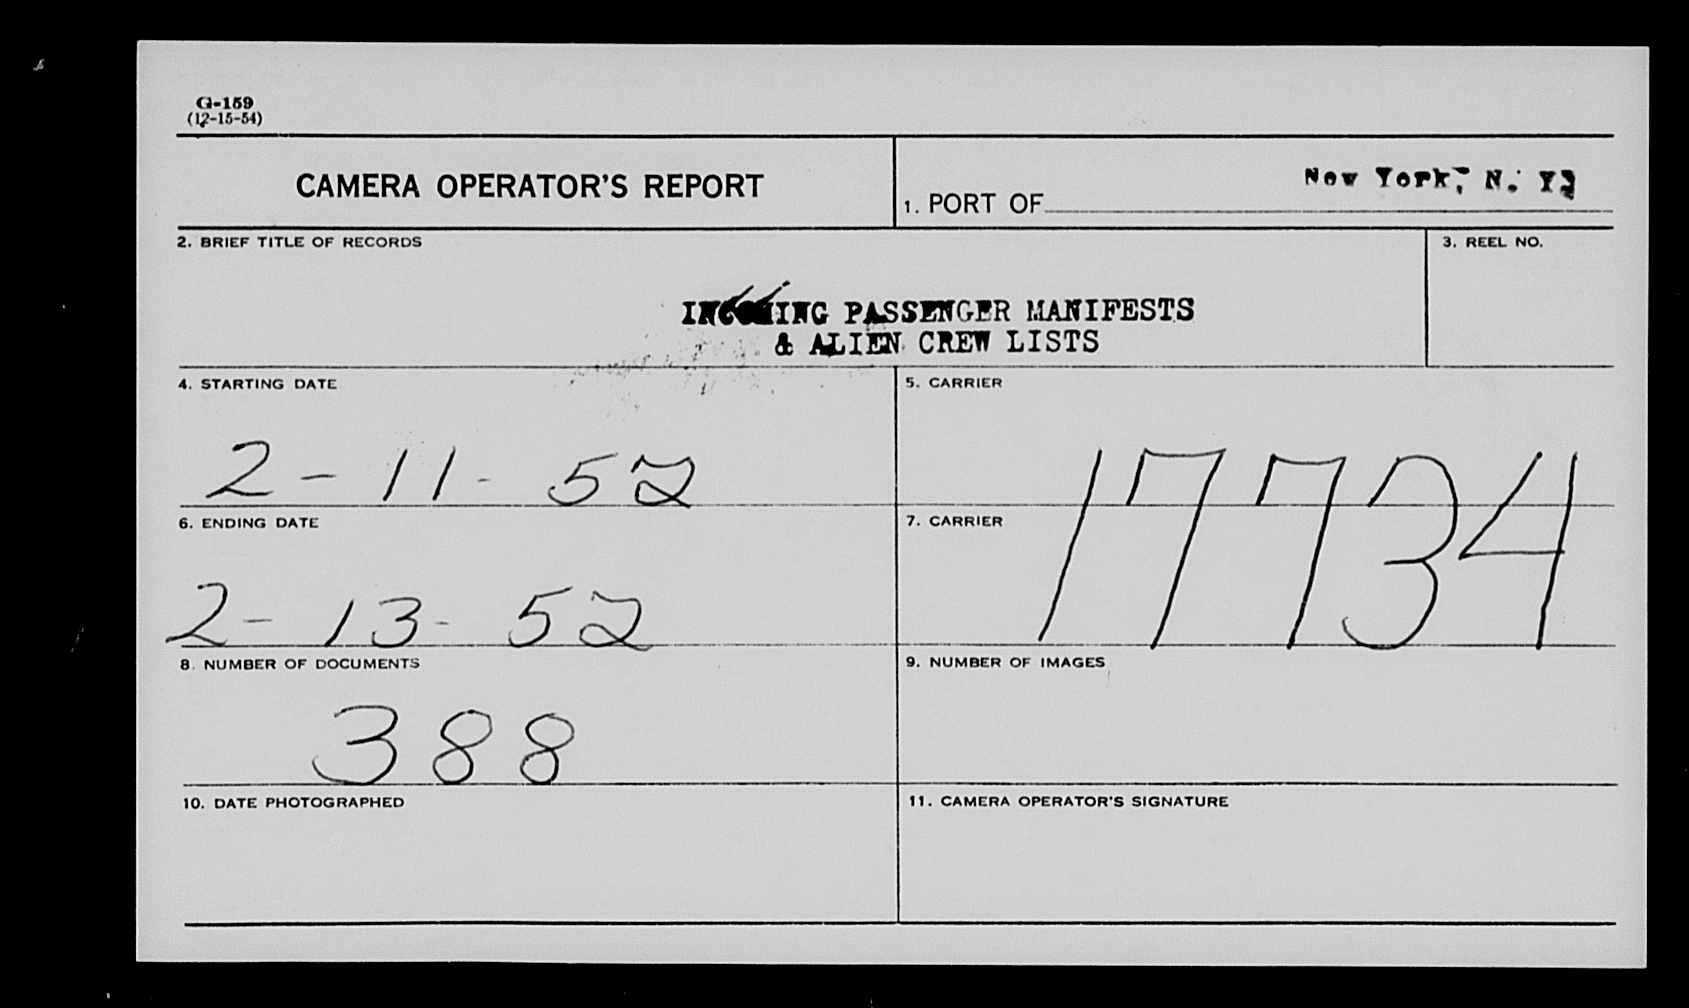 G-159
(12-15-54)
CAMERA OPERATOR'S REPORT
1. PORT OF New York, N. Y.
2. BRIEF TITLE OF RECORDS
3. REEL NO.
INCOMING PASSENGER MANIFESTS
& ALIEN CREW LISTS
4. STARTING DATE
5. CARRIER
2-11-52
17734
6. ENDING DATE
7. CARRIER
2-13-52
8. NUMBER OF DOCUMENTS
9. NUMBER OF IMAGES
388
10. DATE PHOTOGRAPHED
11. CAMERA OPERATOR'S SIGNATURE